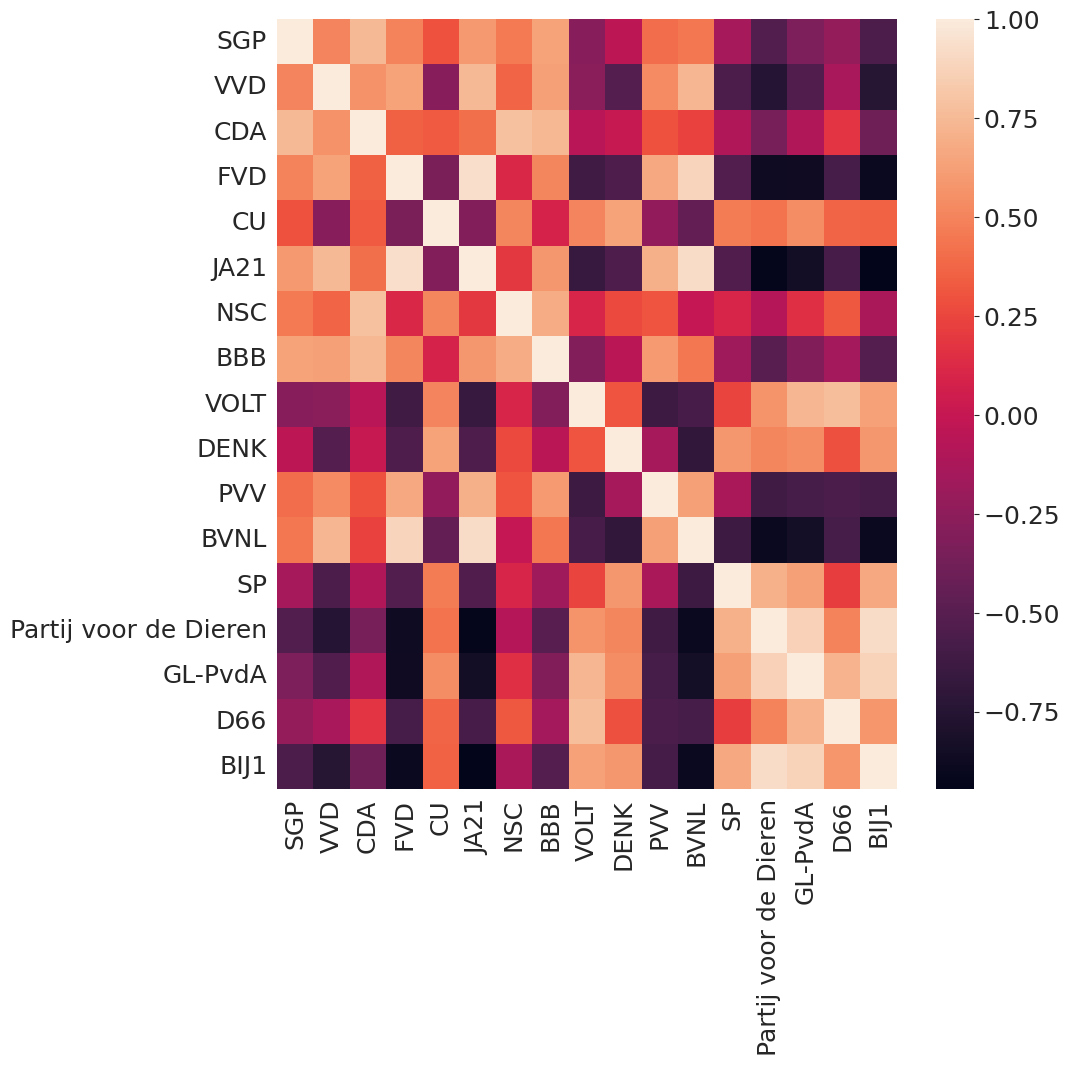 SGP
VVD
CDA
FVD
CU
JA21
NSC
BBB
VOLT
DENK
PVV
BVNL
SP
Partij voor de Dieren
GL-PvdA
D66
BIJ1
SGP
VVD
CDA
FVD
CU
JA21
NSC
BBB
VOLT
DENK
PVV
BVNL
SP
Partij voor de Dieren
GL-PvdA
D66
BIJ1
1.00
0.75
0.50
0.25
0.00
−0.25
−0.50
−0.75